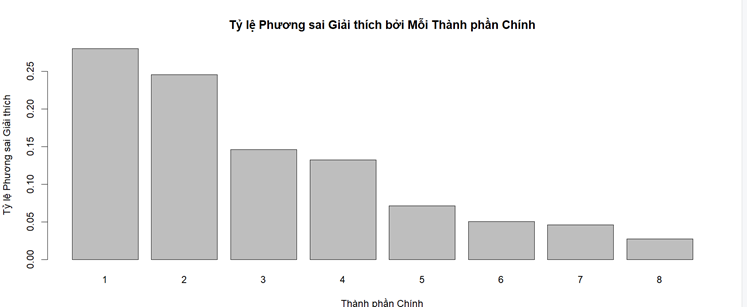 Tỷ lệ Phương sai Giải thích bởi Mỗi Thành phần Chính
Tỷ lệ Phương sai Giải thích
0.25
0.20
0.15
0.10
0.05
0.00
1 2 3 4 5 6 7 8
Thành phần Chính